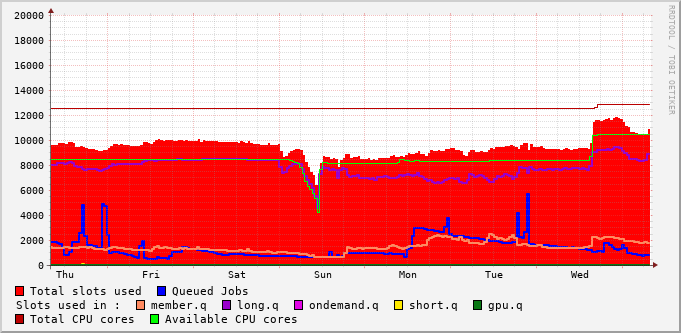 20000
18000
16000
14000
12000
10000
8000
6000
4000
2000
0
Thu Fri Sat Sun Mon Tue Wed
RRDTOOL / TOBI OETIKER
Total slots used Queued Jobs
Slots used in : member.q long.q ondemand.q short.q gpu.q
Total CPU cores Available CPU cores